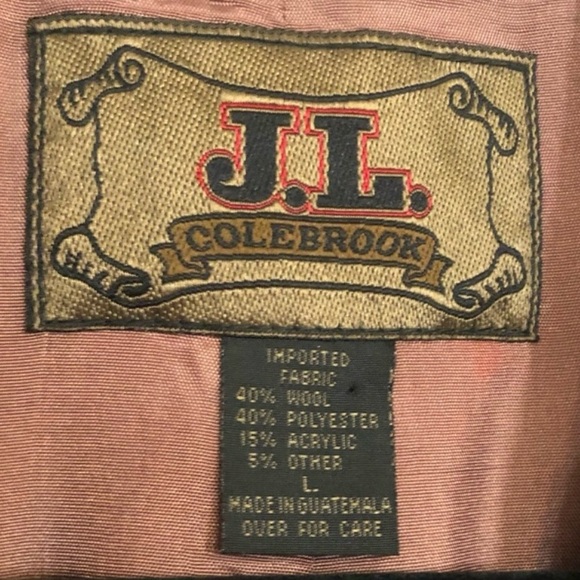 J.L.
COLEBROOK
IMPORTED
FABRIC
40% WOOL
40% POLYESTER
15% ACRYLIC
5% OTHER
L.
MADE IN GUATEMALA
OVER FOR CARE